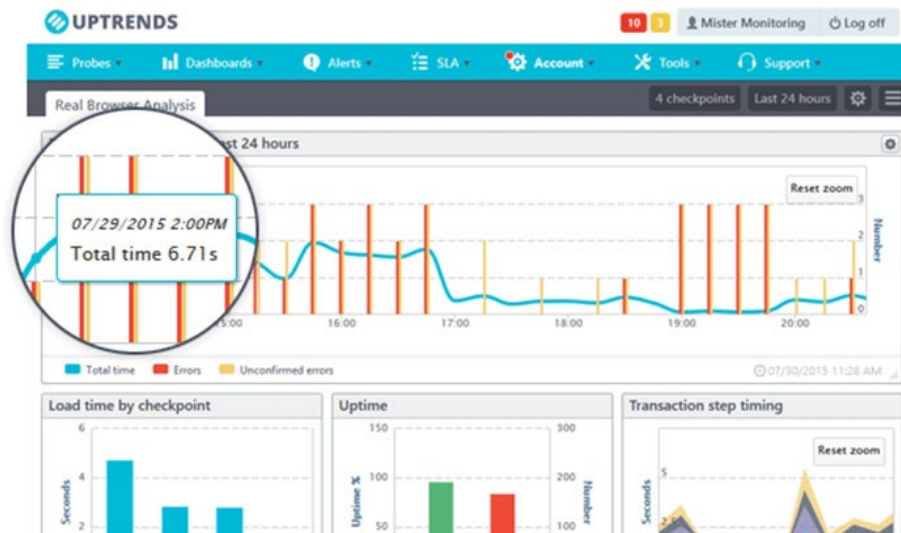 UPTRENDS
10 3 Mister Monitoring Log off
Probes Dashboards Alerts SLA Account Tools Support
Real Browser Analysis
4 checkpoints Last 24 hours
st 24 hours
Reset zoom
07/29/2015 2:00PM
Total time 6.71s
3
2
1
0
Number
16:00 17:00 18:00 19:00 20:00
Total time Errors Unconfirmed errors
07/30/2015 11:28 AM
Load time by checkpoint
6
4
2
Seconds
Uptime
150
100
50
Uptime %
300
200
100
Number
Transaction step timing
Reset zoom
5
Seconds